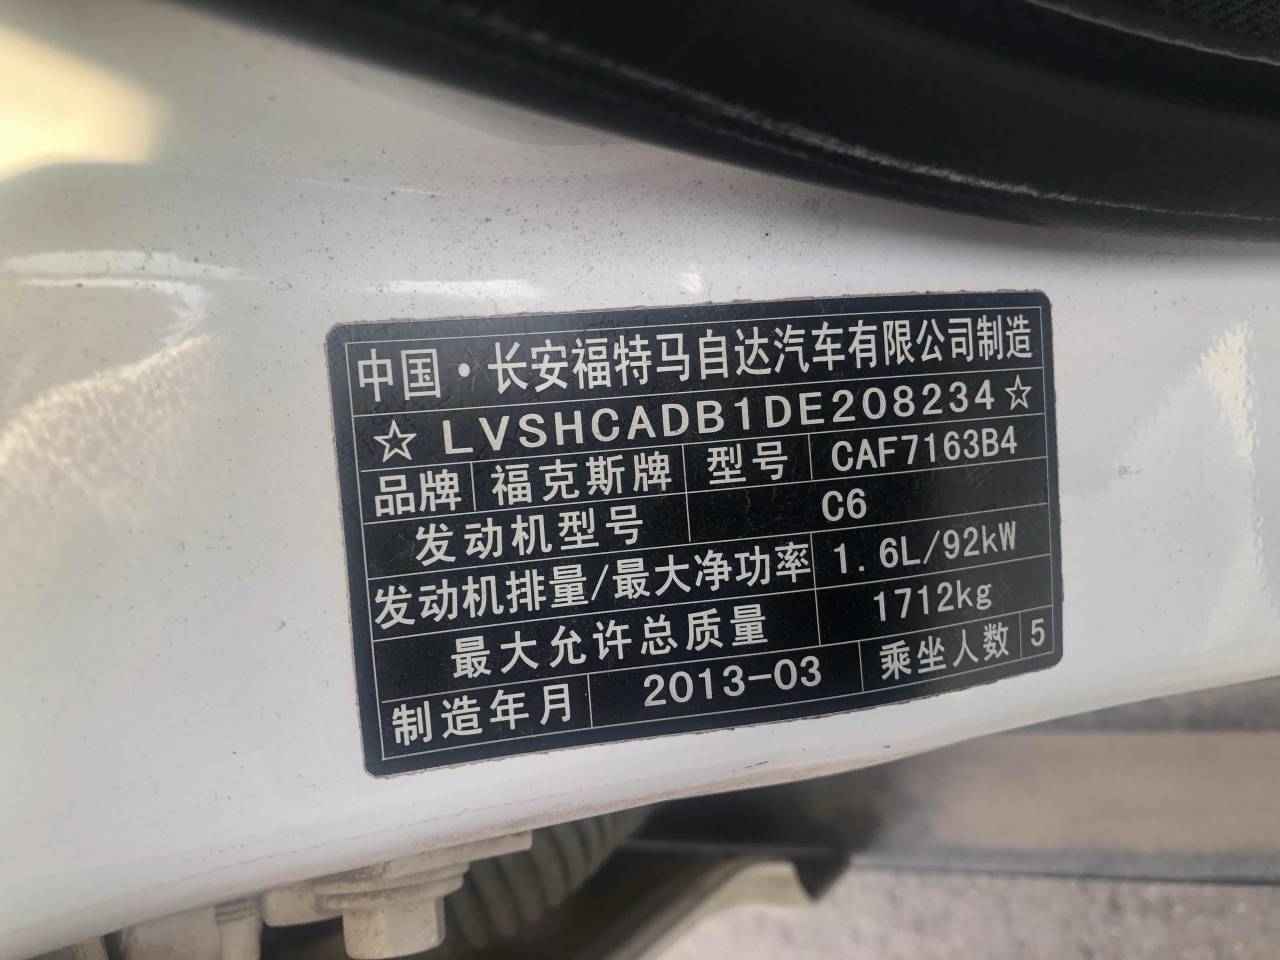 中国·长安福特马自达汽车有限公司制造
☆ LVSHCADB1DE208234 ☆
品牌 福克斯牌 型号 CAF7163B4
发动机型号 C6
发动机排量/最大净功率 1.6L/92kW
最大允许总质量 1712kg
制造年月 2013-03 乘坐人数 5